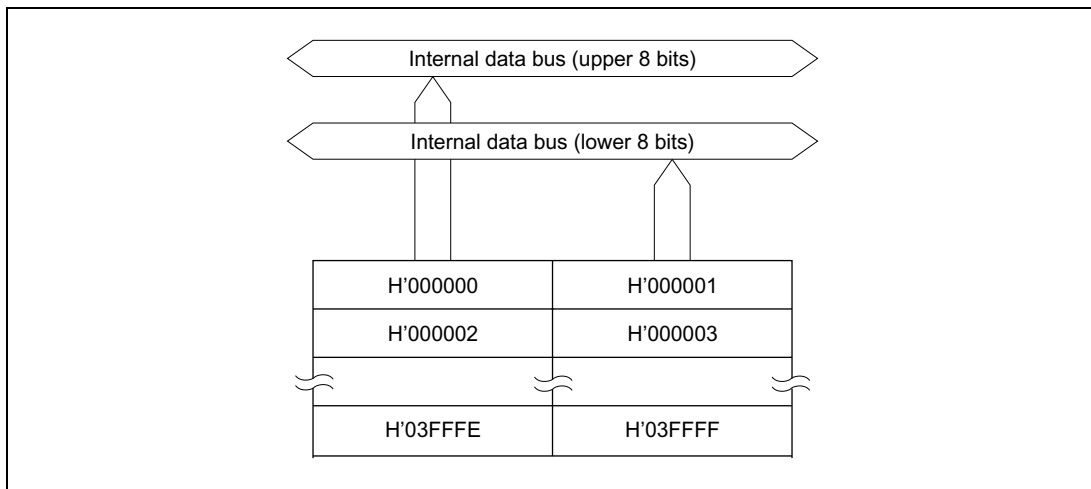 Internal data bus (upper 8 bits)
Internal data bus (lower 8 bits)
H’000000 H’000001
H’000002 H’000003
H’03FFFE H’03FFFF